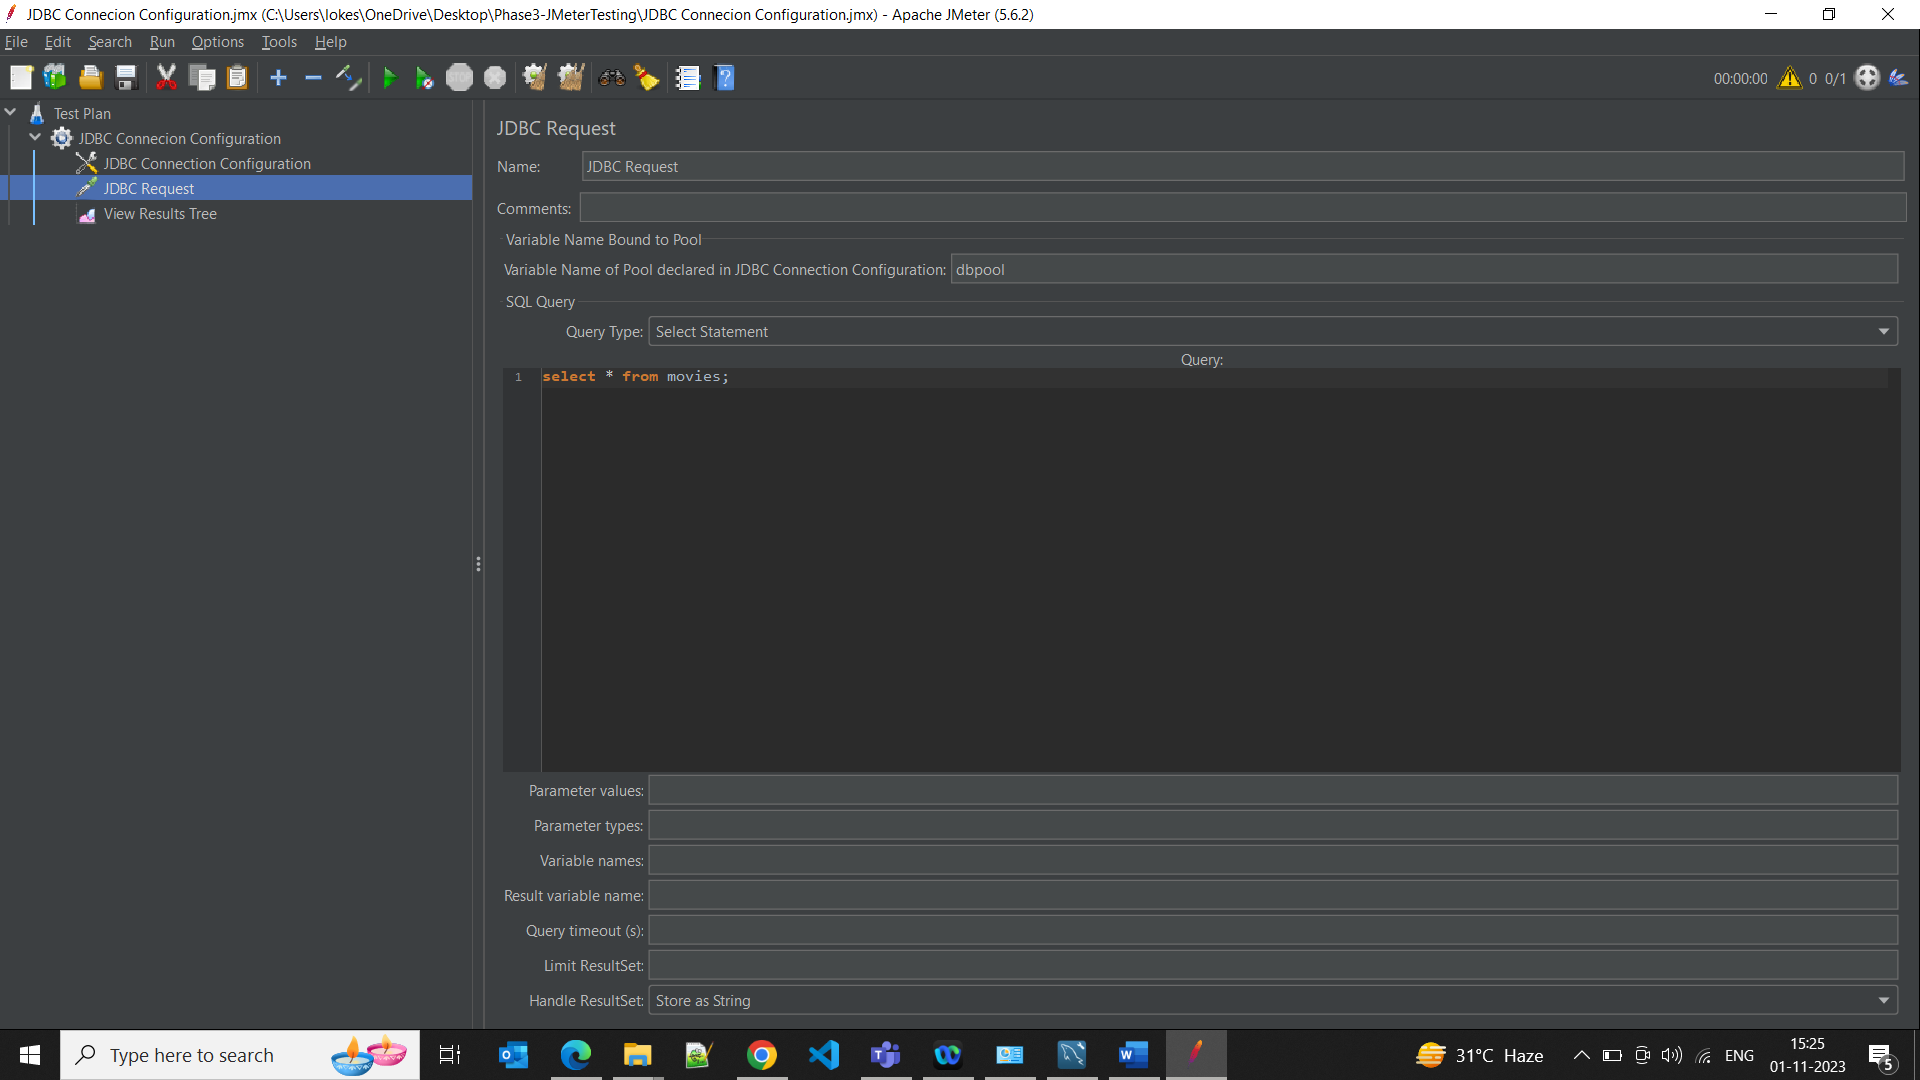 JDBC Connecion Configuration.jmx (C:\Users\lokes\OneDrive\Desktop\Phase3-JMeterTesting\JDBC Connecion Configuration.jmx) - Apache JMeter (5.6.2)
File Edit Search Run Options Tools Help
STOP
00:00:00 0 0/1
Test Plan
JDBC Connecion Configuration
JDBC Connection Configuration
JDBC Request
View Results Tree
JDBC Request
Name: JDBC Request
Comments:
Variable Name Bound to Pool
Variable Name of Pool declared in JDBC Connection Configuration: dbpool
SQL Query
Query Type: Select Statement
Query:
1 select * from movies;
Parameter values:
Parameter types:
Variable names:
Result variable name:
Query timeout (s):
Limit ResultSet:
Handle ResultSet: Store as String
Type here to search
31°C Haze
ENG
15:25
01-11-2023
5